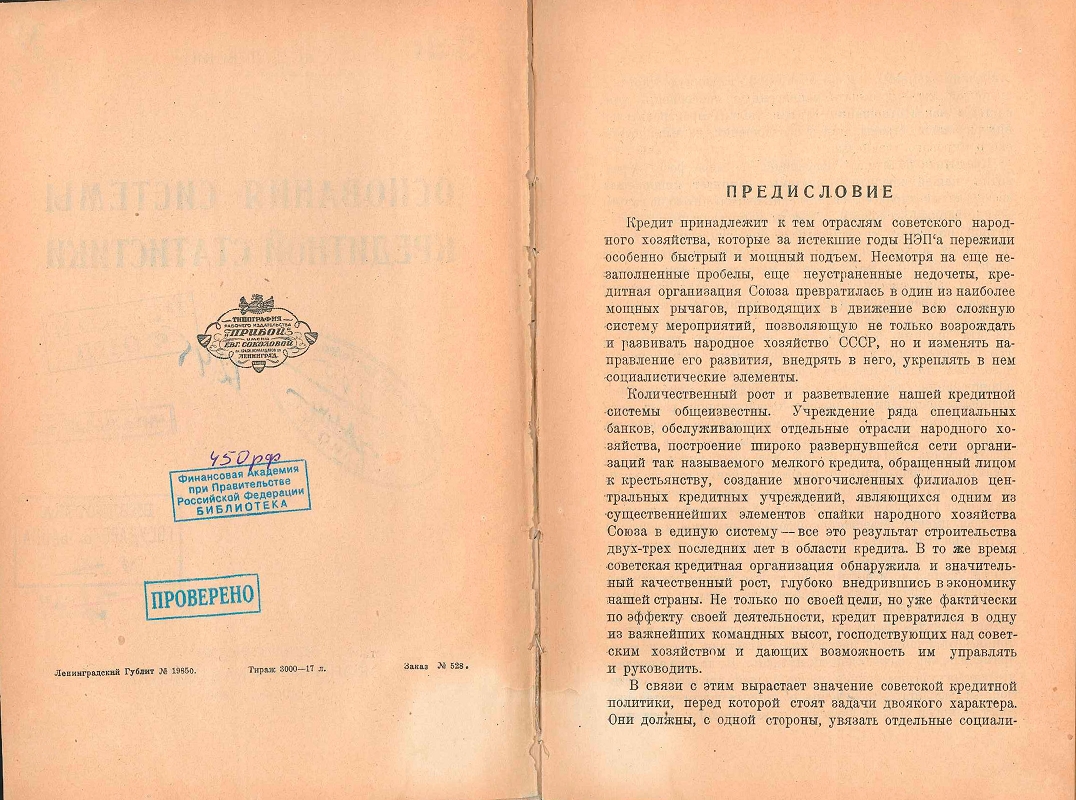 ТИПОГРАФИЯ
РАБОЧЕГО ИЗДАТЕЛЬСТВА
ПРИБОЙ
ИМЕНИ
ЕВГ. СОКОЛОВОЙ
ЛЕНИНГРАД.
450рф
Финансовая Академия
при Правительстве
Российской Федерации
БИБЛИОТЕКА
ПРОВЕРЕНО
Ленинградский Гублит № 19850.
Тираж 3000—17 л.
Заказ № 528.
ПРЕДИСЛОВИЕ
Кредит принадлежит к тем отраслям советского народ-
ного хозяйства, которые за истекшие годы НЭП‘а пережили
особенно быстрый и мощный подъем. Несмотря на еще не-
заполненные пробелы, еще неустраненные недочеты, кре-
дитная организация Союза превратилась в один из наиболее
мощных рычагов, приводящих в движение всю сложную
систему мероприятий, позволяющую не только возрождать
и развивать народное хозяйство СССР, но и изменять на-
правление его развития, внедрять в него, укреплять в нем
социалистические элементы.
Количественный рост и разветвление нашей кредитной
системы общеизвестны. Учреждение ряда специальных
банков, обслуживающих отдельные отрасли народного хо-
зяйства, построение широко развернувшейся сети органи-
заций так называемого мелкого кредита, обращенный лицом
к крестьянству, создание многочисленных филиалов цен-
тральных кредитных учреждений, являющихся одним из
существеннейших элементов спайки народного хозяйства
Союза в единую систему—все это результат строительства
двух-трех последних лет в области кредита. В то же время
советская кредитная организация обнаружила и значитель-
ный качественный рост, глубоко внедрившись в экономику
нашей страны. Не только по своей цели, но уже фактически
по эффекту своей деятельности, кредит превратился в одну
из важнейших командных высот, господствующих над совет-
ским хозяйством и дающих возможность им управлять
и руководить.
В связи с этим вырастает значение советской кредитной
политики, перед которой стоят задачи двоякого характера.
Они должны, с одной стороны, увязать отдельные социали-